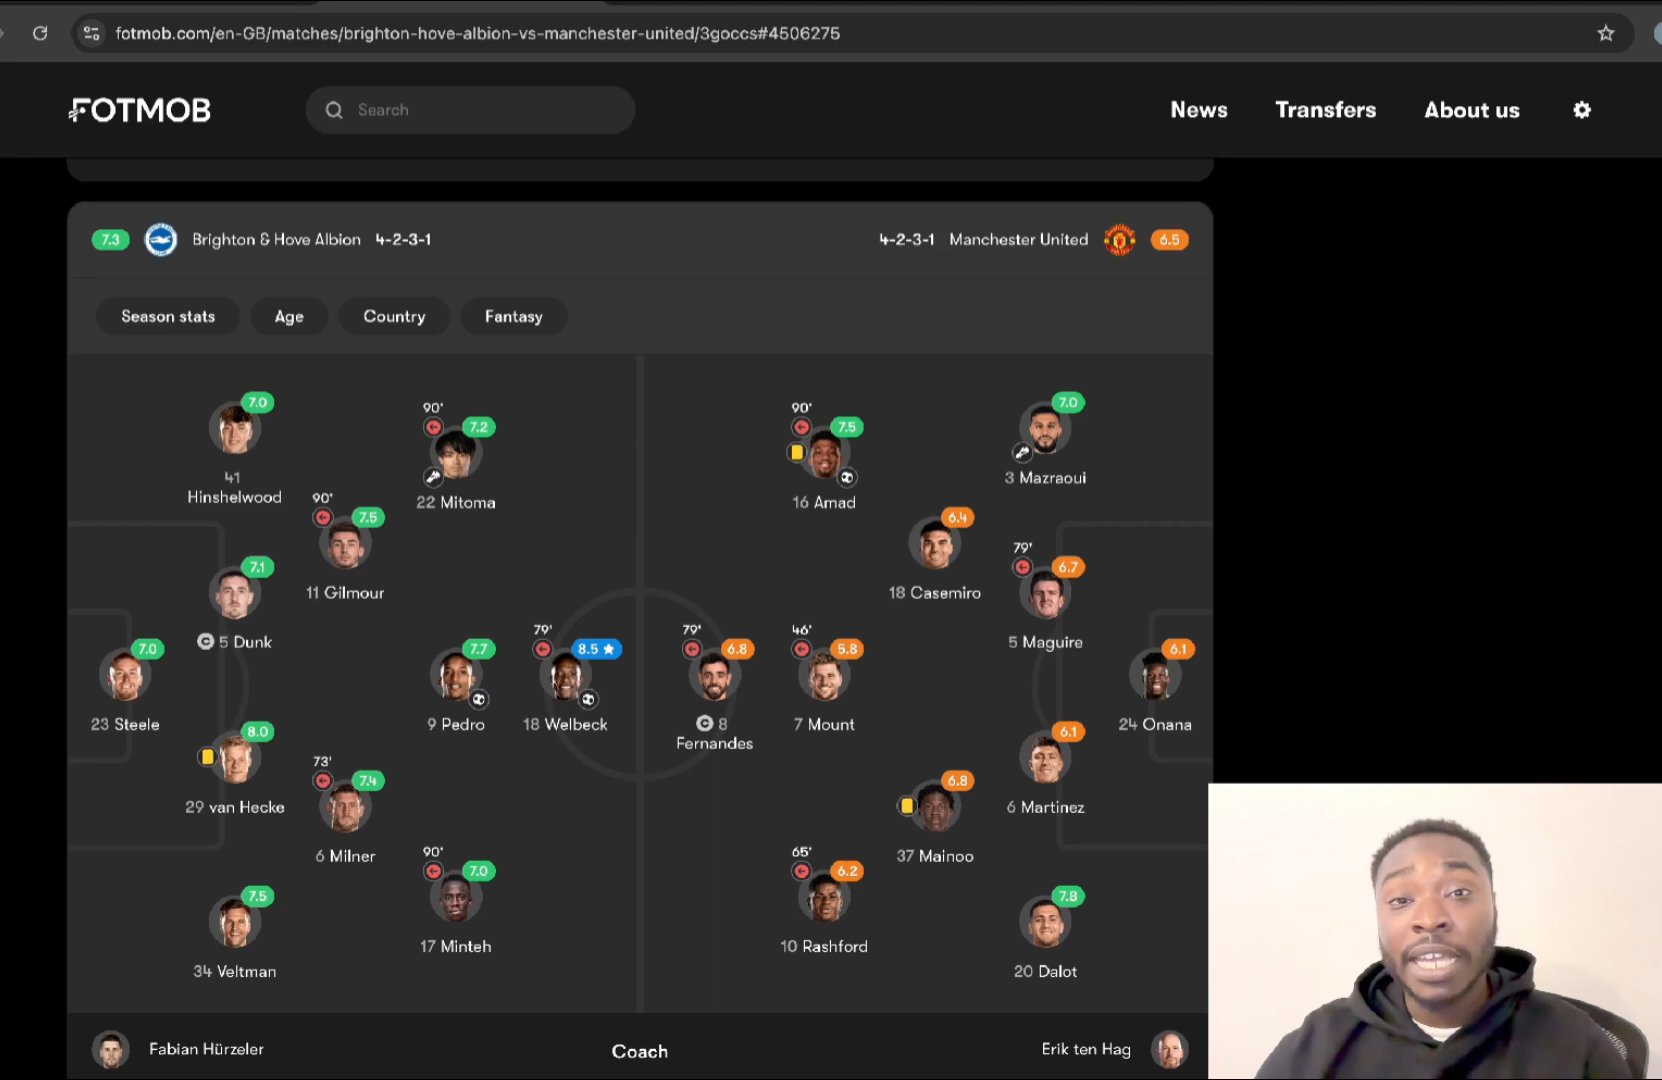 fotmob.com/en-GB/matches/brighton-hove-albion-vs-manchester-united/3goccs#4506275
FOTMOB
Search
News
Transfers
About us
7.3 Brighton & Hove Albion 4-2-3-1
4-2-3-1 Manchester United 6.5
Season stats
Age
Country
Fantasy
7.0
41
Hinshelwood
90'
7.2
22 Mitoma
90'
7.5
11 Gilmour
7.1
C 5 Dunk
7.0
23 Steele
7.7
9 Pedro
79'
8.5
18 Welbeck
8.0
29 van Hecke
73'
7.4
6 Milner
90'
7.0
17 Minteh
7.5
34 Veltman
90'
7.5
16 Amad
7.0
3 Mazraoui
6.4
18 Casemiro
79'
6.7
5 Maguire
79'
6.8
C 8
Fernandes
46'
5.8
7 Mount
6.1
24 Onana
6.1
6 Martinez
6.8
37 Mainoo
65'
6.2
10 Rashford
7.8
20 Dalot
Fabian Hürzeler
Coach
Erik ten Hag